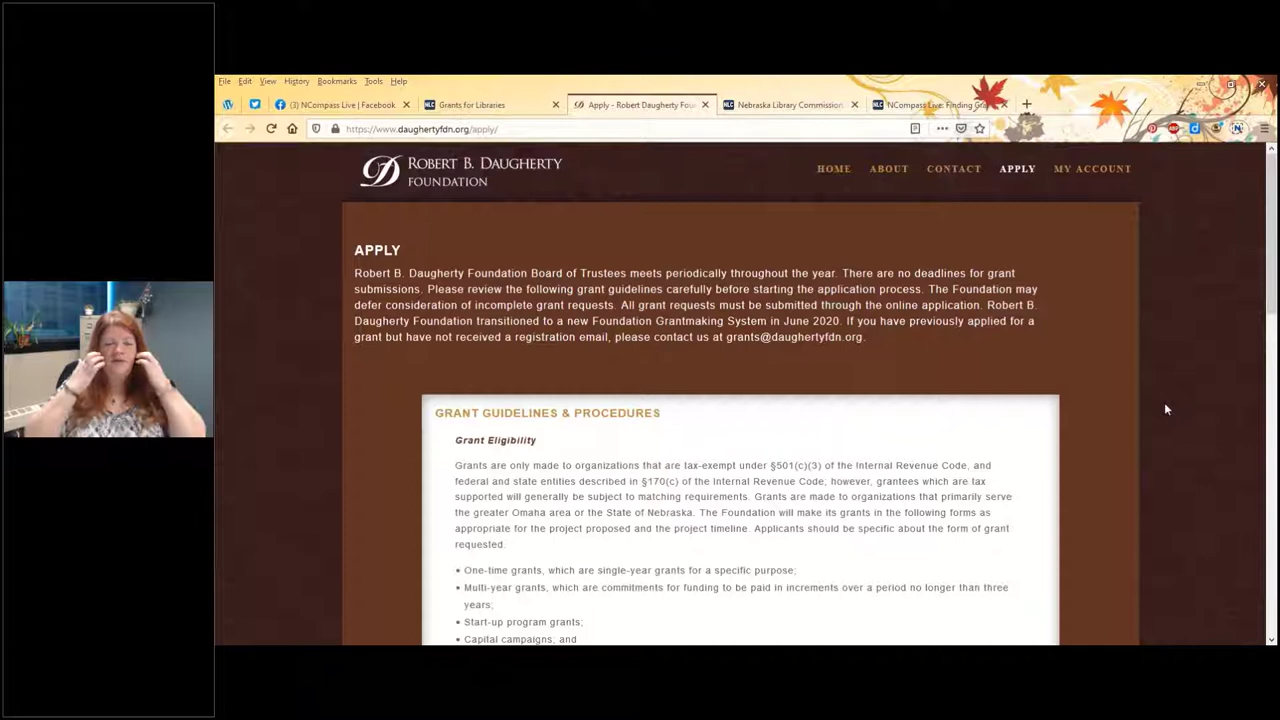 File Edit View History Bookmarks Tools Help
(3) NCompass Live | Facebook
Grants for Libraries
Apply - Robert Daugherty Fou
Nebraska Library Commission
NCompass Live: Finding Gra
https://www.daughertyfdn.org/apply/
ROBERT B. DAUGHERTY
FOUNDATION
HOME ABOUT CONTACT APPLY MY ACCOUNT
APPLY
Robert B. Daugherty Foundation Board of Trustees meets periodically throughout the year. There are no deadlines for grant
submissions. Please review the following grant guidelines carefully before starting the application process. The Foundation may
defer consideration of incomplete grant requests. All grant requests must be submitted through the online application. Robert B.
Daugherty Foundation transitioned to a new Foundation Grantmaking System in June 2020. If you have previously applied for a
grant but have not received a registration email, please contact us at grants@daughertyfdn.org.
GRANT GUIDELINES & PROCEDURES
Grant Eligibility
Grants are only made to organizations that are tax-exempt under §501(c)(3) of the Internal Revenue Code, and
federal and state entities described in §170(c) of the Internal Revenue Code, however, grantees which are tax
supported will generally be subject to matching requirements. Grants are made to organizations that primarily serve
the greater Omaha area or the State of Nebraska. The Foundation will make its grants in the following forms as
appropriate for the project proposed and the project timeline. Applicants should be specific about the form of grant
requested.
• One-time grants, which are single-year grants for a specific purpose;
• Multi-year grants, which are commitments for funding to be paid in increments over a period no longer than three
years;
• Start-up program grants;
• Capital campaigns; and